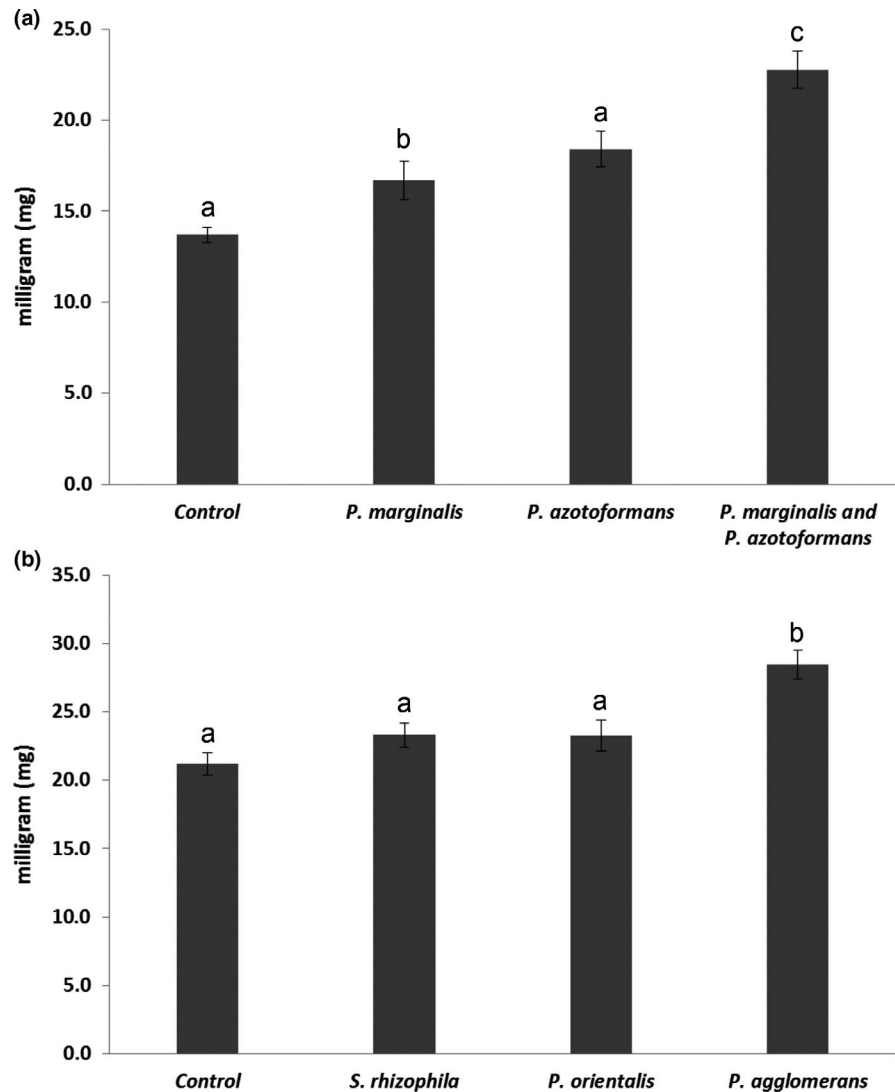 (a)
25.0
20.0
15.0
10.0
5.0
0.0
milligram (mg)
a
b
a
c
Control
P. marginalis
P. azotoformans
P. marginalis and
P. azotoformans
(b)
35.0
30.0
25.0
20.0
15.0
10.0
5.0
0.0
milligram (mg)
a
a
a
b
Control
S. rhizophila
P. orientalis
P. agglomerans